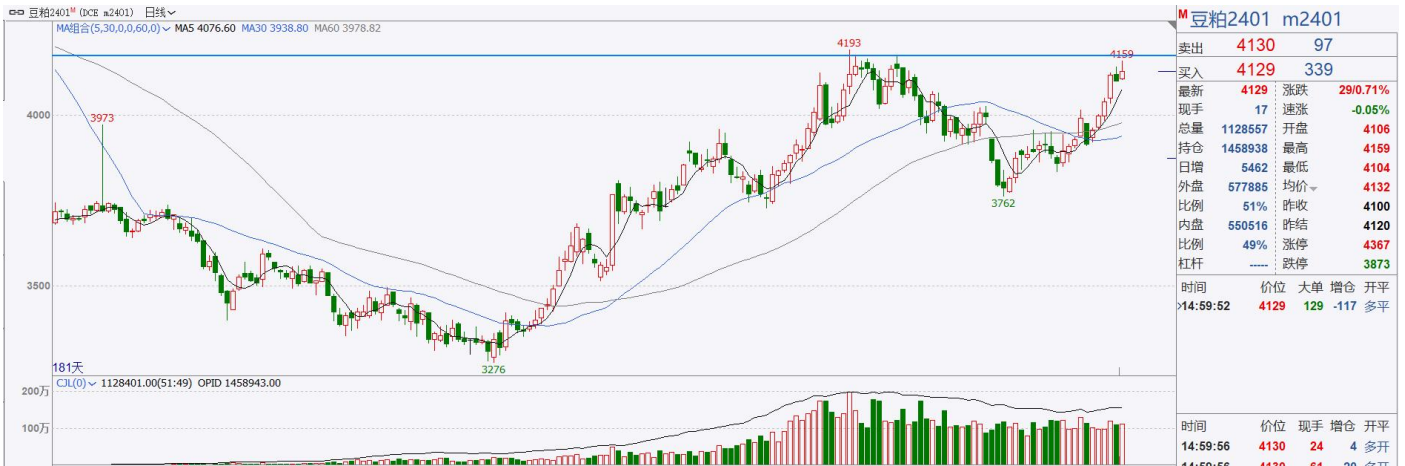 豆粕2401ᴹ (DCE m2401) 日线
MA组合(5,30,0,0,60,0) MA5 4076.60 MA30 3938.80 MA60 3978.82
4193
4159
4000
3973
3762
3500
3276
181天
CJL(0) 1128401.00(51:49) OPID 1458943.00
200万
100万
M 豆粕2401 m2401
卖出 4130 97
买入 4129 339
最新 4129 涨跌 29/0.71%
现手 17 速涨 -0.05%
总量 1128557 开盘 4106
持仓 1458938 最高 4159
日增 5462 最低 4104
外盘 577885 均价 4132
比例 51% 昨收 4100
内盘 550516 昨结 4120
比例 49% 涨停 4367
杠杆 ----- 跌停 3873
时间 价位 大单 增仓 开平
14:59:52 4129 129 -117 多平
时间 价位 现手 增仓 开平
14:59:56 4130 24 4 多开